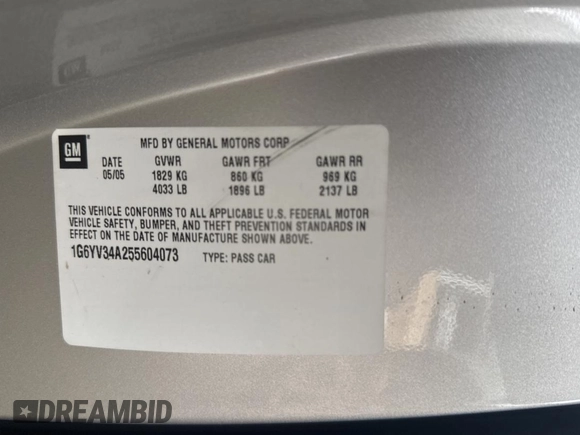 GM
MFD BY GENERAL MOTORS CORP
DATE GVWR GAWR FRT GAWR RR
05/05 1829 KG 860 KG 969 KG
4033 LB 1896 LB 2137 LB
THIS VEHICLE CONFORMS TO ALL APPLICABLE U.S. FEDERAL MOTOR
VEHICLE SAFETY, BUMPER, AND THEFT PREVENTION STANDARDS IN
EFFECT ON THE DATE OF MANUFACTURE SHOWN ABOVE.
1G6YV34A255604073 TYPE: PASS CAR
DREAMBID